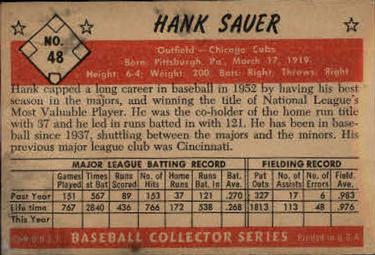 NO. 48
HANK SAUER
Outfield — Chicago Cubs
Born: Pittsburgh, Pa., March 17, 1919
Height: 6-4; Weight: 200, Bats: Right; Throws: Right
Hank capped a long career in baseball in 1952 by having his best
season in the majors, and winning the title of National League's
Most Valuable Player. He was the co-holder of the home run title
with 37 and he led in runs batted in with 121. He has been in base-
ball since 1937, shuttling between the majors and the minors. His
previous major league club was Cincinnati.
MAJOR LEAGUE BATTING RECORD FIELDING RECORD
Games Played Times at Bat Runs Scored No. of Hits Home Runs Runs Bat. In Bat. Ave. Put Outs No. of Assists No. of Errors Field. Ave.
Past Year 151 567 89 153 37 121 .270 327 17 6 .983
Life time 767 2840 436 766 172 538 .268 1813 113 48 .976
This Year
BASEBALL COLLECTOR SERIES
Printed in U.S.A.